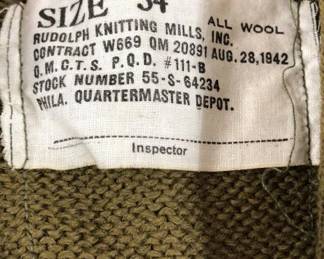 SIZE 34 ALL WOOL
RUDOLPH KNITTING MILLS, INC.
CONTRACT W669 QM 20891 AUG. 28, 1942
Q. M. C. T. S. P. Q. D. #111-B
STOCK NUMBER 55-S-64234
PHILA. QUARTERMASTER DEPOT.
Inspector